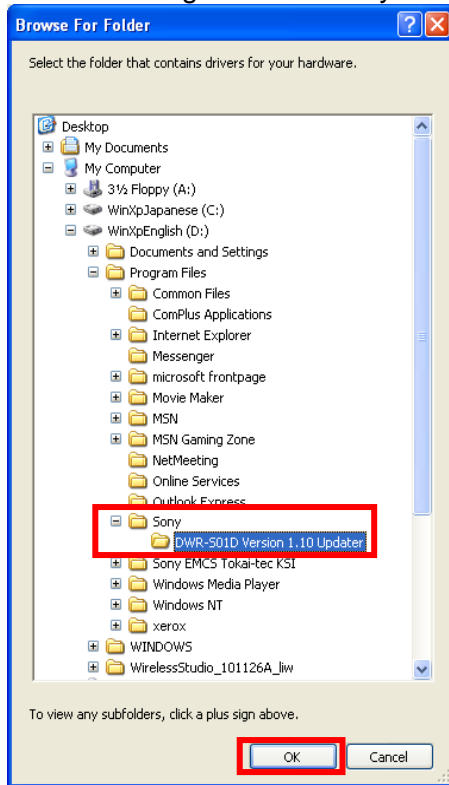 Browse For Folder
Select the folder that contains drivers for your hardware.
Desktop
My Documents
My Computer
3½ Floppy (A:)
WinXpJapanese (C:)
WinXpEnglish (D:)
Documents and Settings
Program Files
Common Files
ComPlus Applications
Internet Explorer
Messenger
microsoft frontpage
Movie Maker
MSN
MSN Gaming Zone
NetMeeting
Online Services
Outlook Express
Sony
DWR-S01D Version 1.10 Updater
Sony EMCS Tokai-tec KSI
Windows Media Player
Windows NT
xerox
WINDOWS
WirelessStudio_101126A_liw
To view any subfolders, click a plus sign above.
OK Cancel